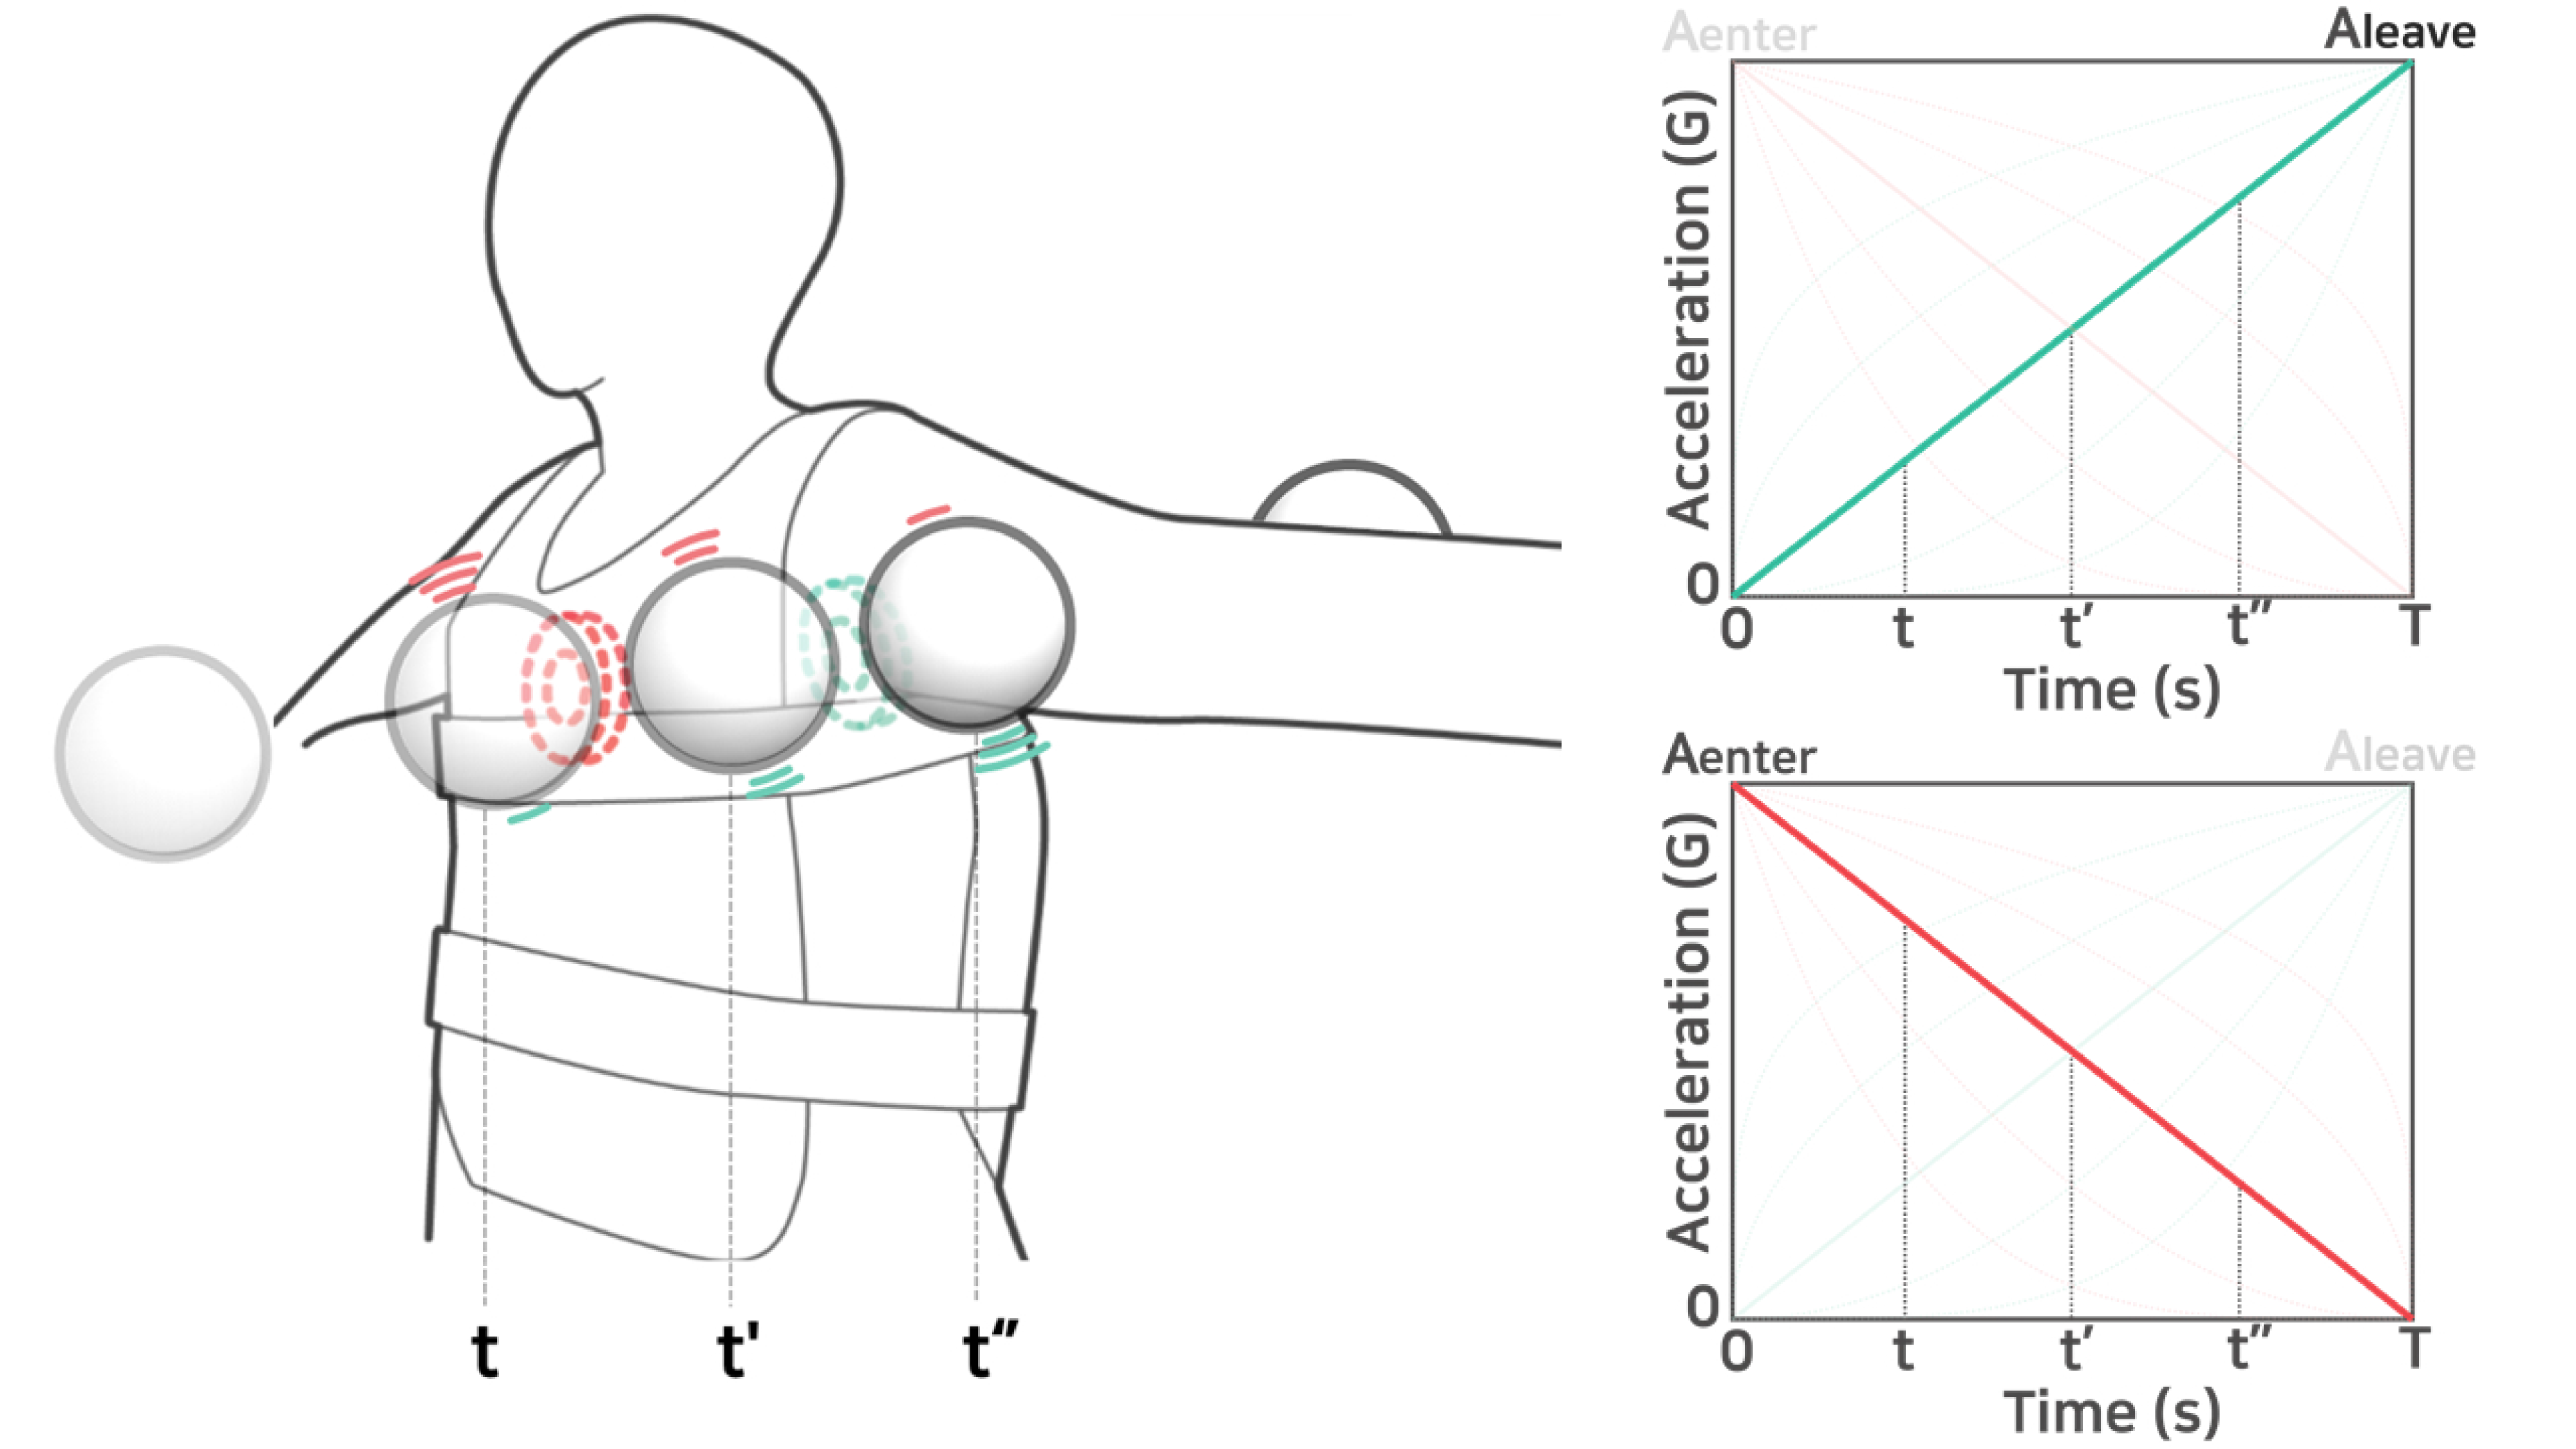 t t' t″
Aenter Aleave
Acceleration (G)
0
0 t t′ t″ T
Time (s)
Aenter Aleave
Acceleration (G)
0
0 t t′ t″ T
Time (s)